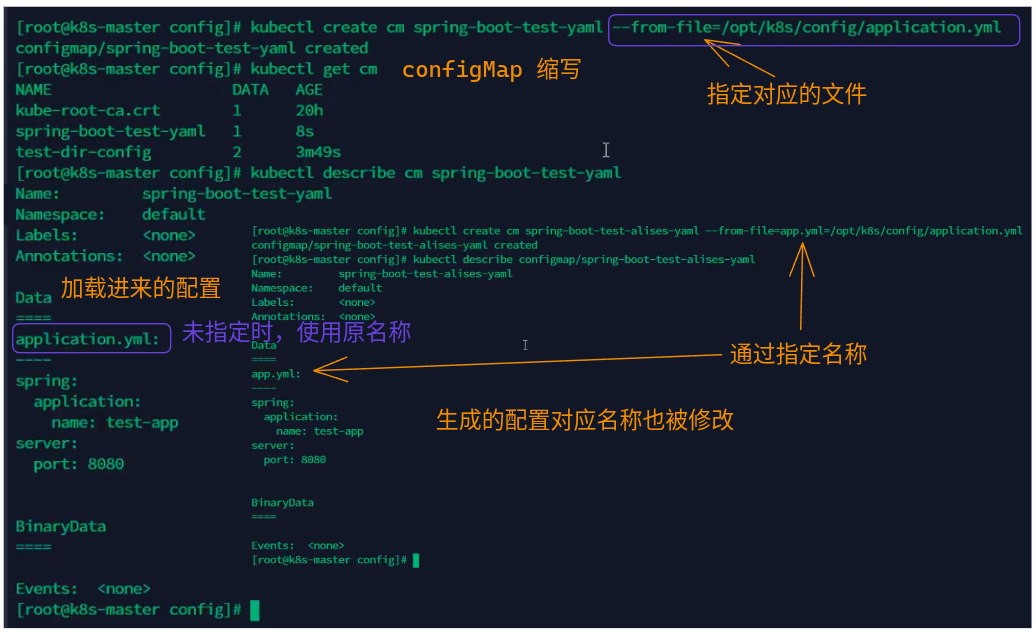 [root@k8s-master config]# kubectl create cm spring-boot-test-yaml --from-file=/opt/k8s/config/application.yml
configmap/spring-boot-test-yaml created
[root@k8s-master config]# kubectl get cm
configMap 缩写
指定对应的文件
NAME DATA AGE
kube-root-ca.crt 1 20h
spring-boot-test-yaml 1 8s
test-dir-config 2 3m49s
[root@k8s-master config]# kubectl describe cm spring-boot-test-yaml
Name: spring-boot-test-yaml
Namespace: default
Labels: <none>
Annotations: <none>
加载进来的配置
Data
====
application.yml:
未指定时，使用原名称
----
spring:
application:
name: test-app
server:
port: 8080
BinaryData
====
Events: <none>
[root@k8s-master config]#
[root@k8s-master config]# kubectl create cm spring-boot-test-alises-yaml --from-file=app.yml=/opt/k8s/config/application.yml
configmap/spring-boot-test-alises-yaml created
[root@k8s-master config]# kubectl describe configmap/spring-boot-test-alises-yaml
Name: spring-boot-test-alises-yaml
Namespace: default
Labels: <none>
Annotations: <none>
Data
====
app.yml:
通过指定名称
----
spring:
application:
name: test-app
生成的配置对应名称也被修改
server:
port: 8080
BinaryData
====
Events: <none>
[root@k8s-master config]#